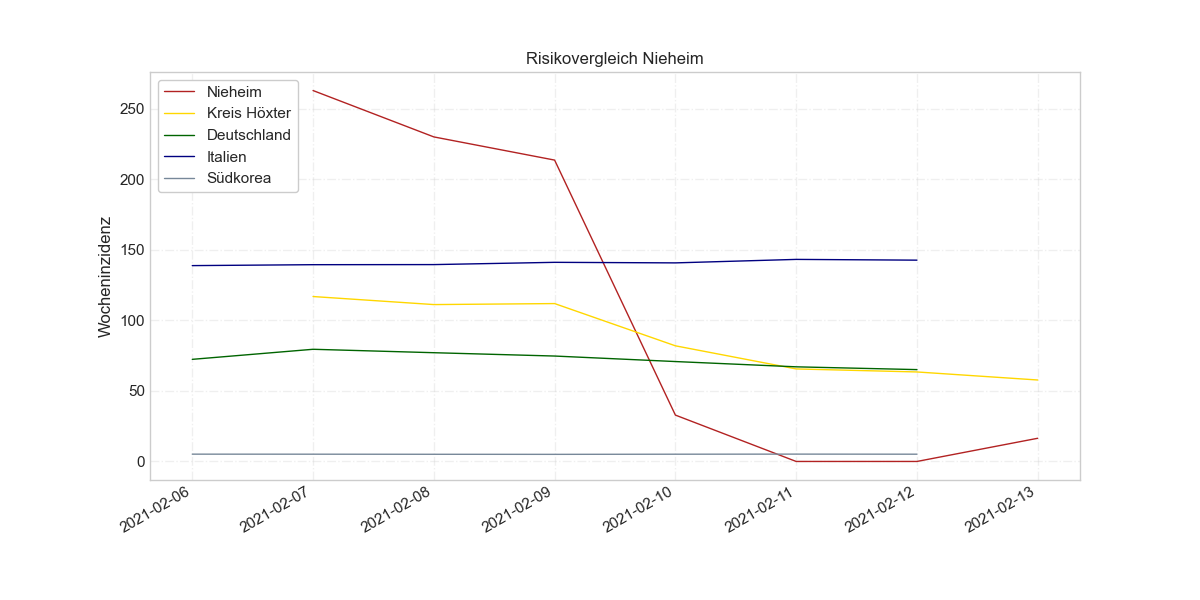 Risikovergleich Nieheim
Nieheim
Kreis Höxter
Deutschland
Italien
Südkorea
Wocheninzidenz
250
200
150
100
50
0
2021-02-06
2021-02-07
2021-02-08
2021-02-09
2021-02-10
2021-02-11
2021-02-12
2021-02-13